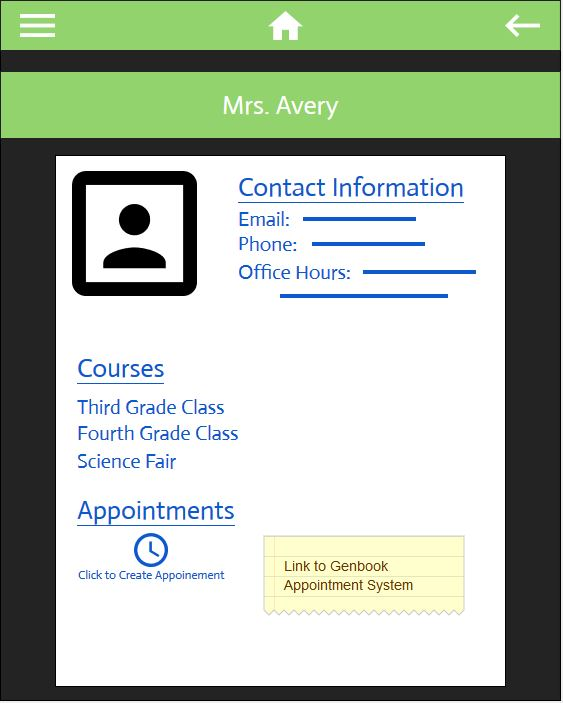 Mrs. Avery
Contact Information
Email:
Phone:
Office Hours:
Courses
Third Grade Class
Fourth Grade Class
Science Fair
Appointments
Click to Create Appoinement
Link to Genbook
Appointment System